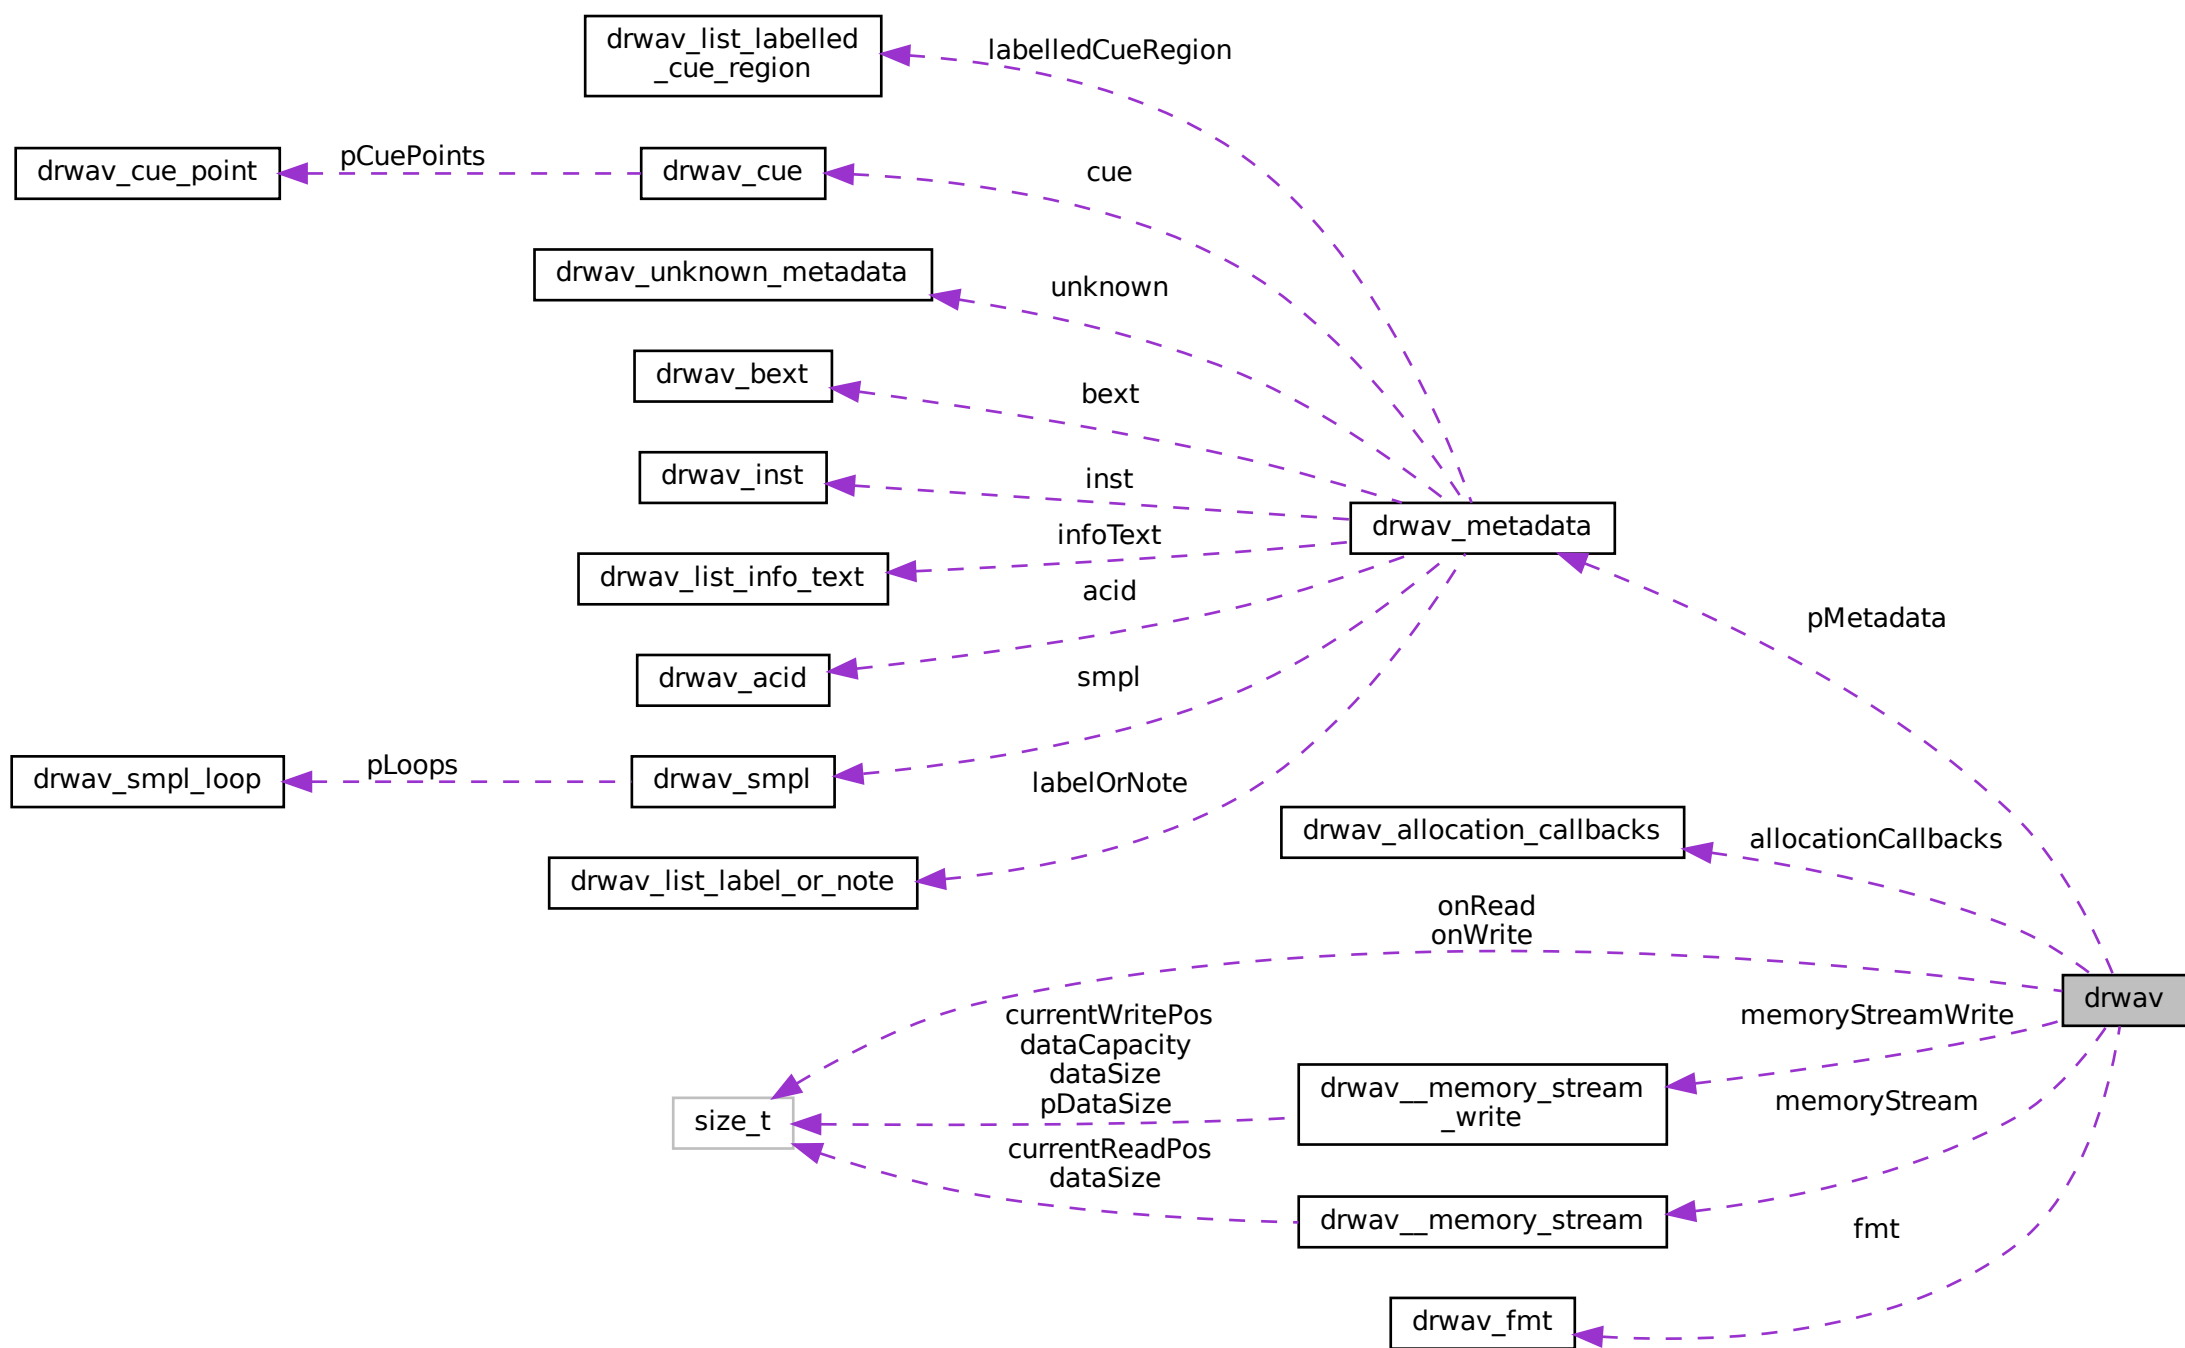 drwav_list_labelled
_cue_region
labelledCueRegion
drwav_cue_point
pCuePoints
drwav_cue
cue
drwav_unknown_metadata
unknown
drwav_bext
bext
drwav_inst
inst
drwav_metadata
infoText
drwav_list_info_text
acid
pMetadata
drwav_acid
smpl
drwav_smpl_loop
pLoops
drwav_smpl
labelOrNote
drwav_allocation_callbacks
allocationCallbacks
drwav_list_label_or_note
onRead
onWrite
drwav
currentWritePos
dataCapacity
dataSize
pDataSize
memoryStreamWrite
drwav__memory_stream
_write
memoryStream
size_t
currentReadPos
dataSize
drwav__memory_stream
fmt
drwav_fmt